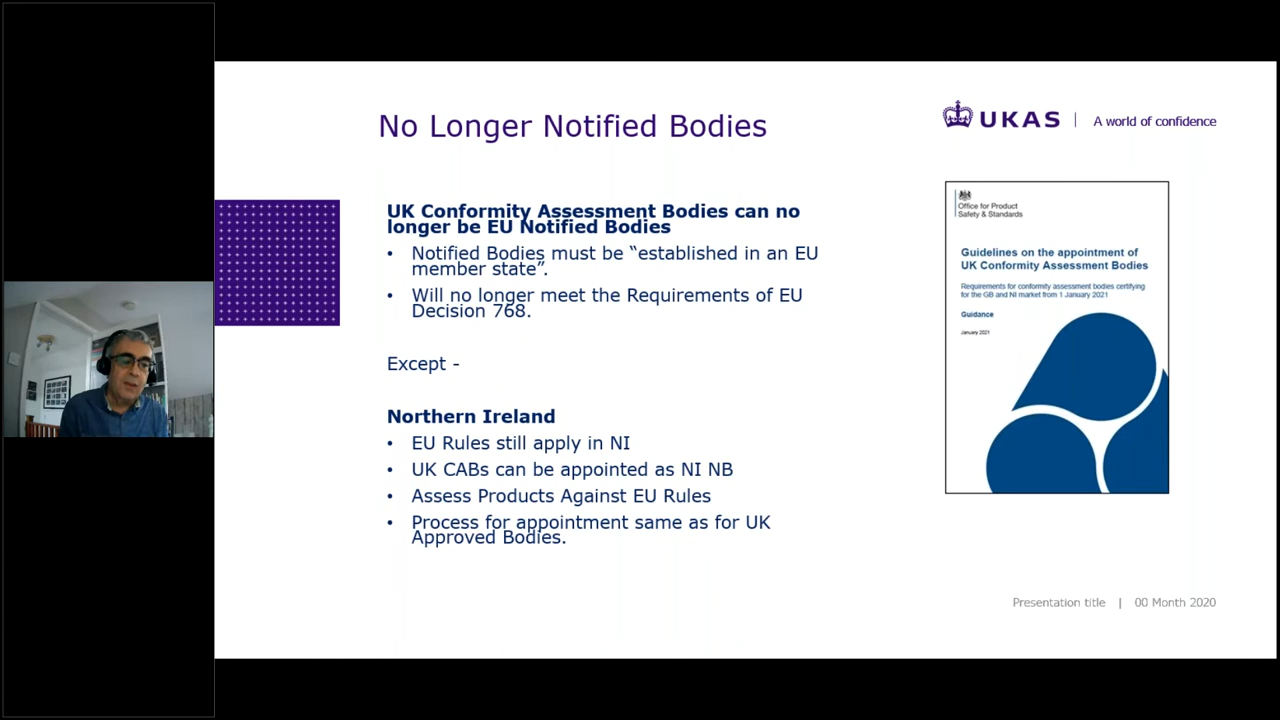 No Longer Notified Bodies
UKAS | A world of confidence
UK Conformity Assessment Bodies can no
longer be EU Notified Bodies
• Notified Bodies must be “established in an EU
member state”.
• Will no longer meet the Requirements of EU
Decision 768.
Except -
Northern Ireland
• EU Rules still apply in NI
• UK CABs can be appointed as NI NB
• Assess Products Against EU Rules
• Process for appointment same as for UK
Approved Bodies.
Office for Product
Safety & Standards
Guidelines on the appointment of
UK Conformity Assessment Bodies
Requirements for conformity assessment bodies certifying
for the GB and NI market from 1 January 2021
Guidance
January 2021
Presentation title | 00 Month 2020